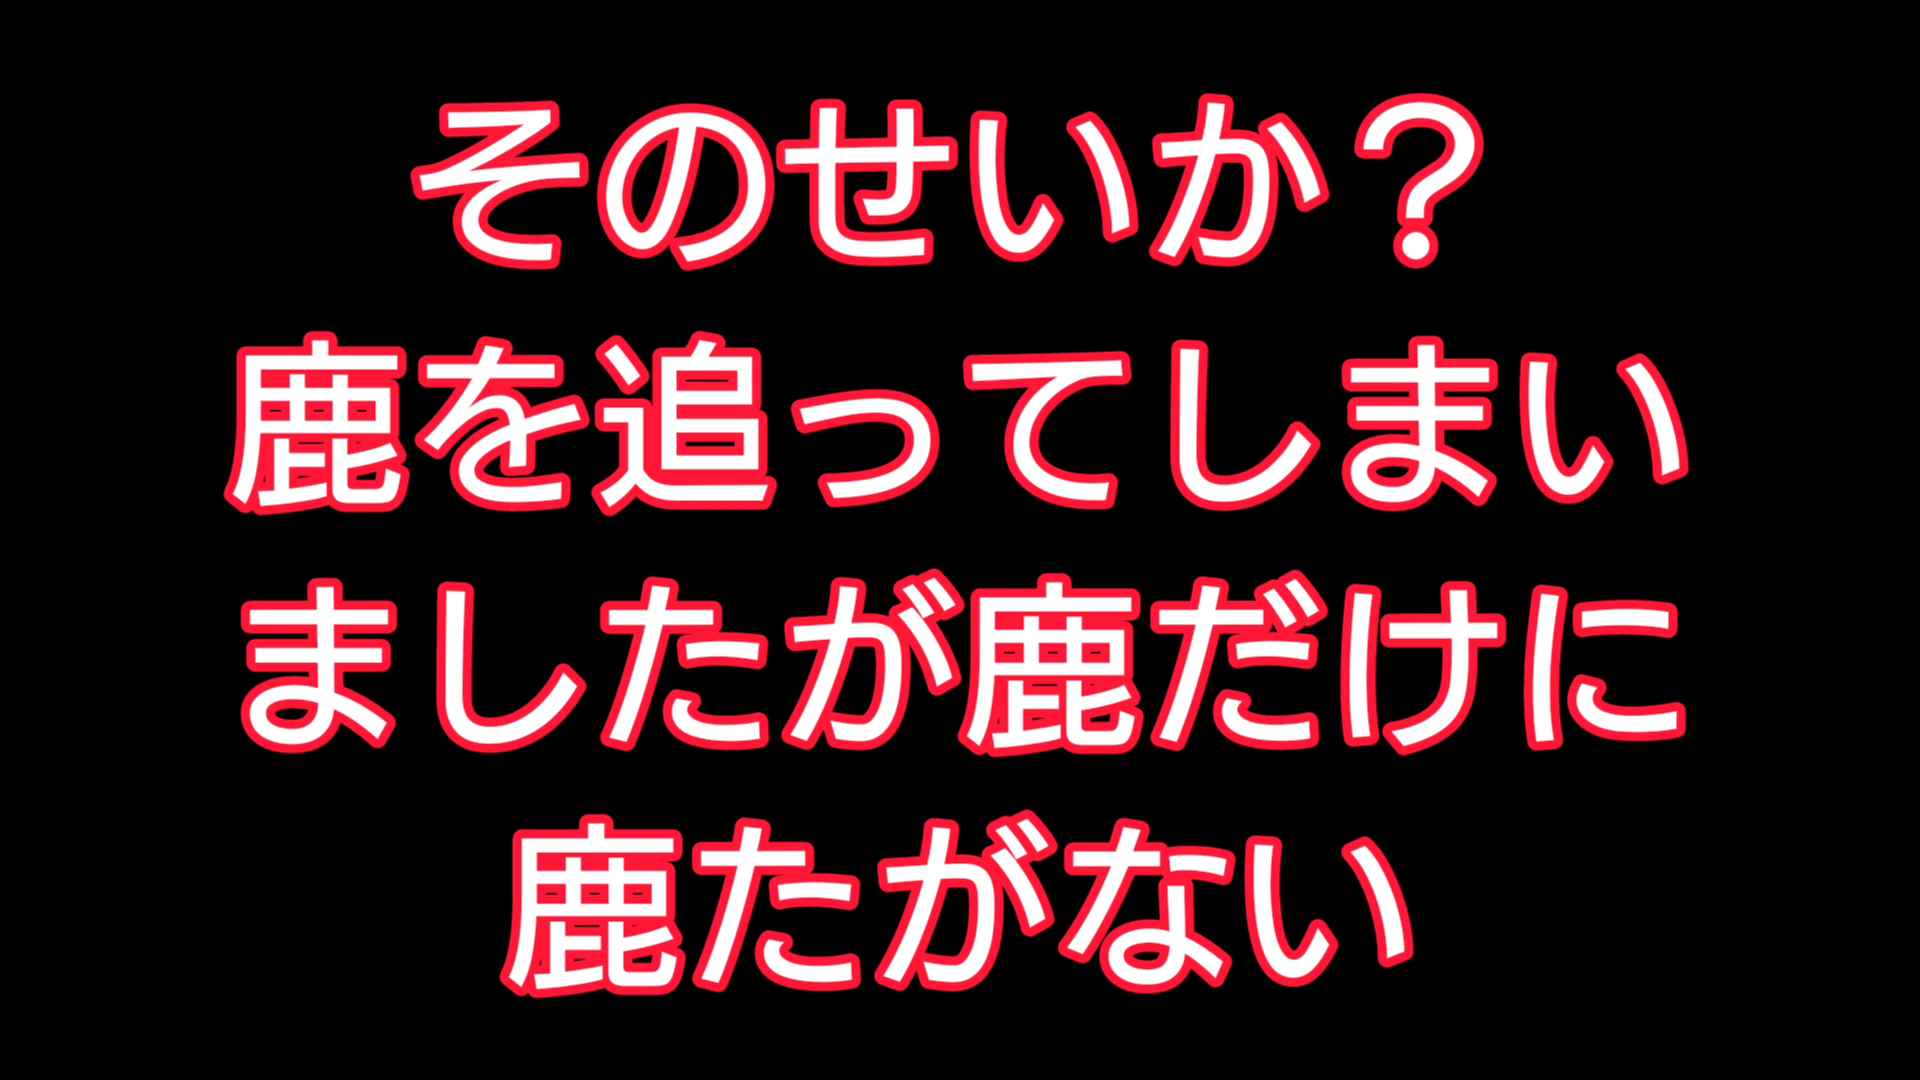 そのせいか？
鹿を追ってしまい
ましたが鹿だけに
鹿たがない